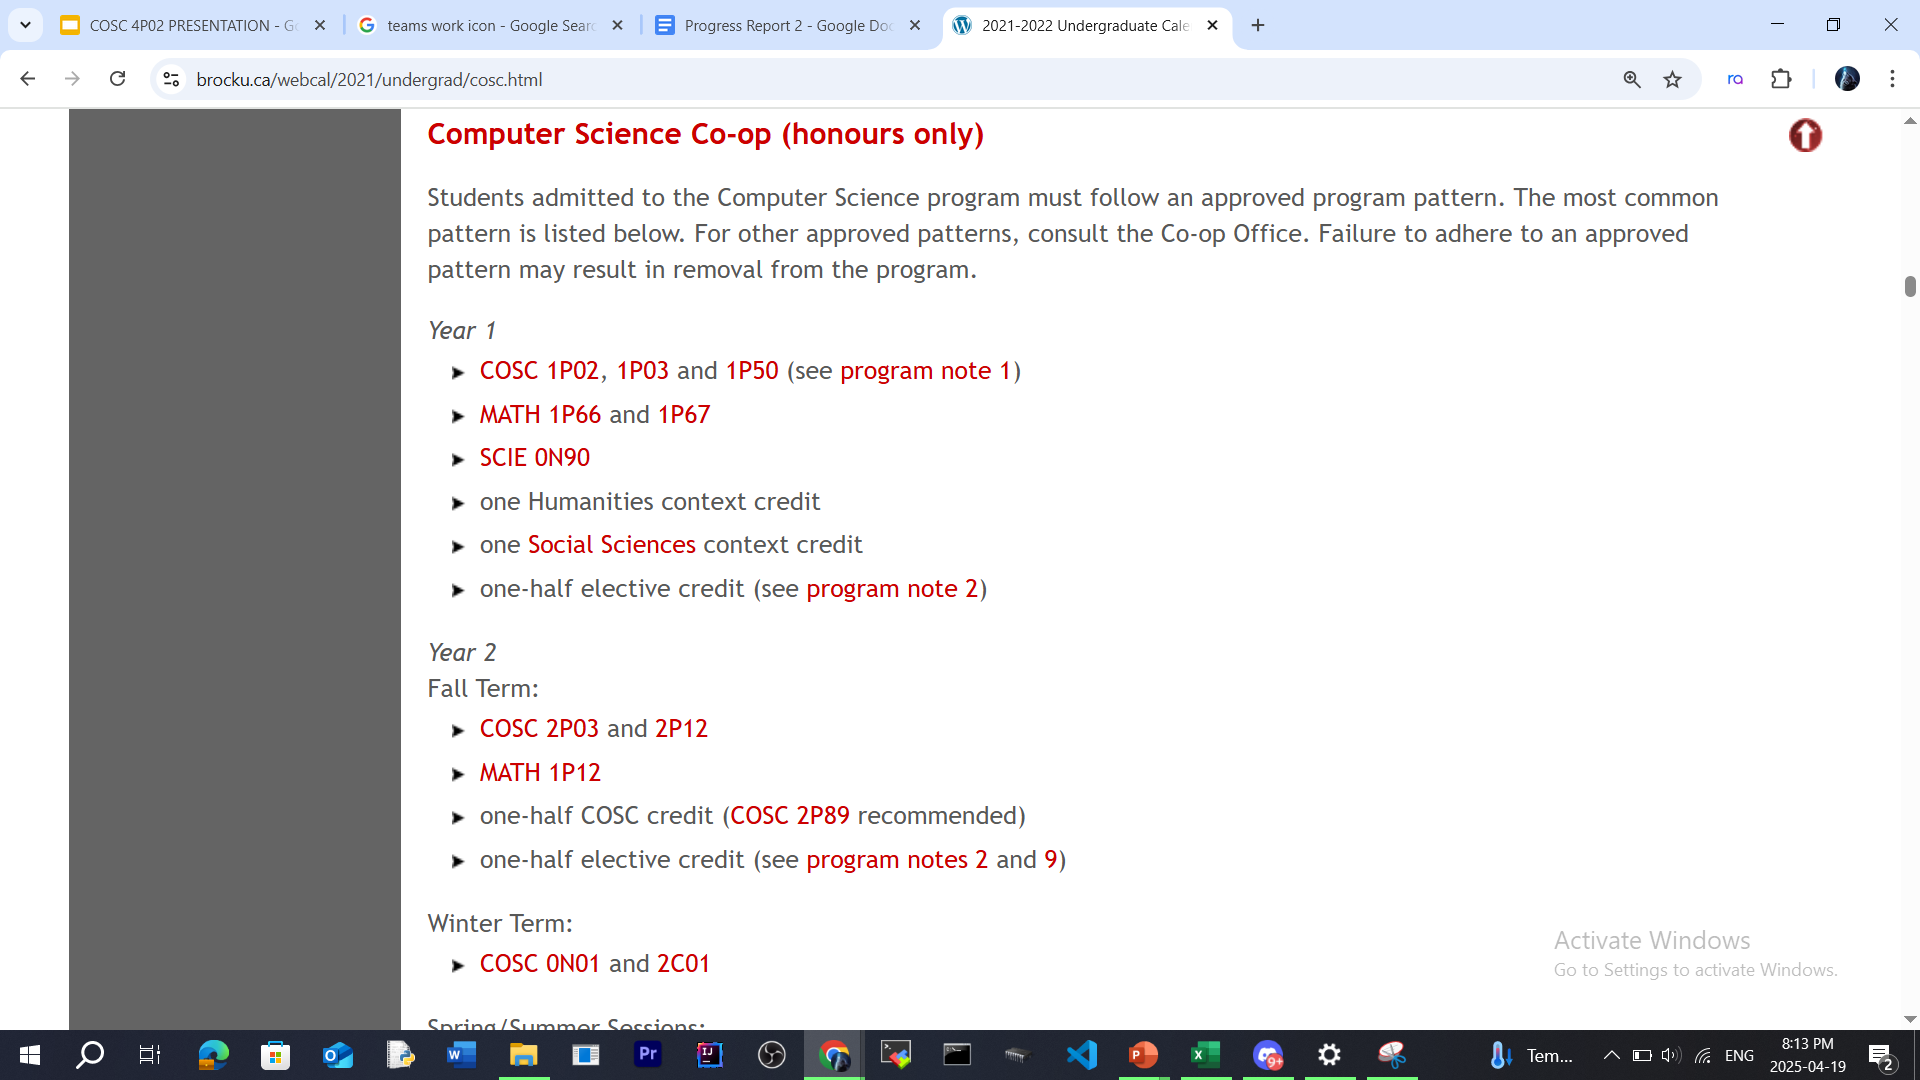 COSC 4P02 PRESENTATION - Go
teams work icon - Google Searc
Progress Report 2 - Google Doc
2021-2022 Undergraduate Cale
brocku.ca/webcal/2021/undergrad/cosc.html
Computer Science Co-op (honours only)
Students admitted to the Computer Science program must follow an approved program pattern. The most common
pattern is listed below. For other approved patterns, consult the Co-op Office. Failure to adhere to an approved
pattern may result in removal from the program.
Year 1
COSC 1P02, 1P03 and 1P50 (see program note 1)
MATH 1P66 and 1P67
SCIE 0N90
one Humanities context credit
one Social Sciences context credit
one-half elective credit (see program note 2)
Year 2
Fall Term:
COSC 2P03 and 2P12
MATH 1P12
one-half COSC credit (COSC 2P89 recommended)
one-half elective credit (see program notes 2 and 9)
Winter Term:
COSC 0N01 and 2C01
Spring/Summer Sessions:
Activate Windows
Go to Settings to activate Windows.
Tem...
ENG
8:13 PM
2025-04-19
2